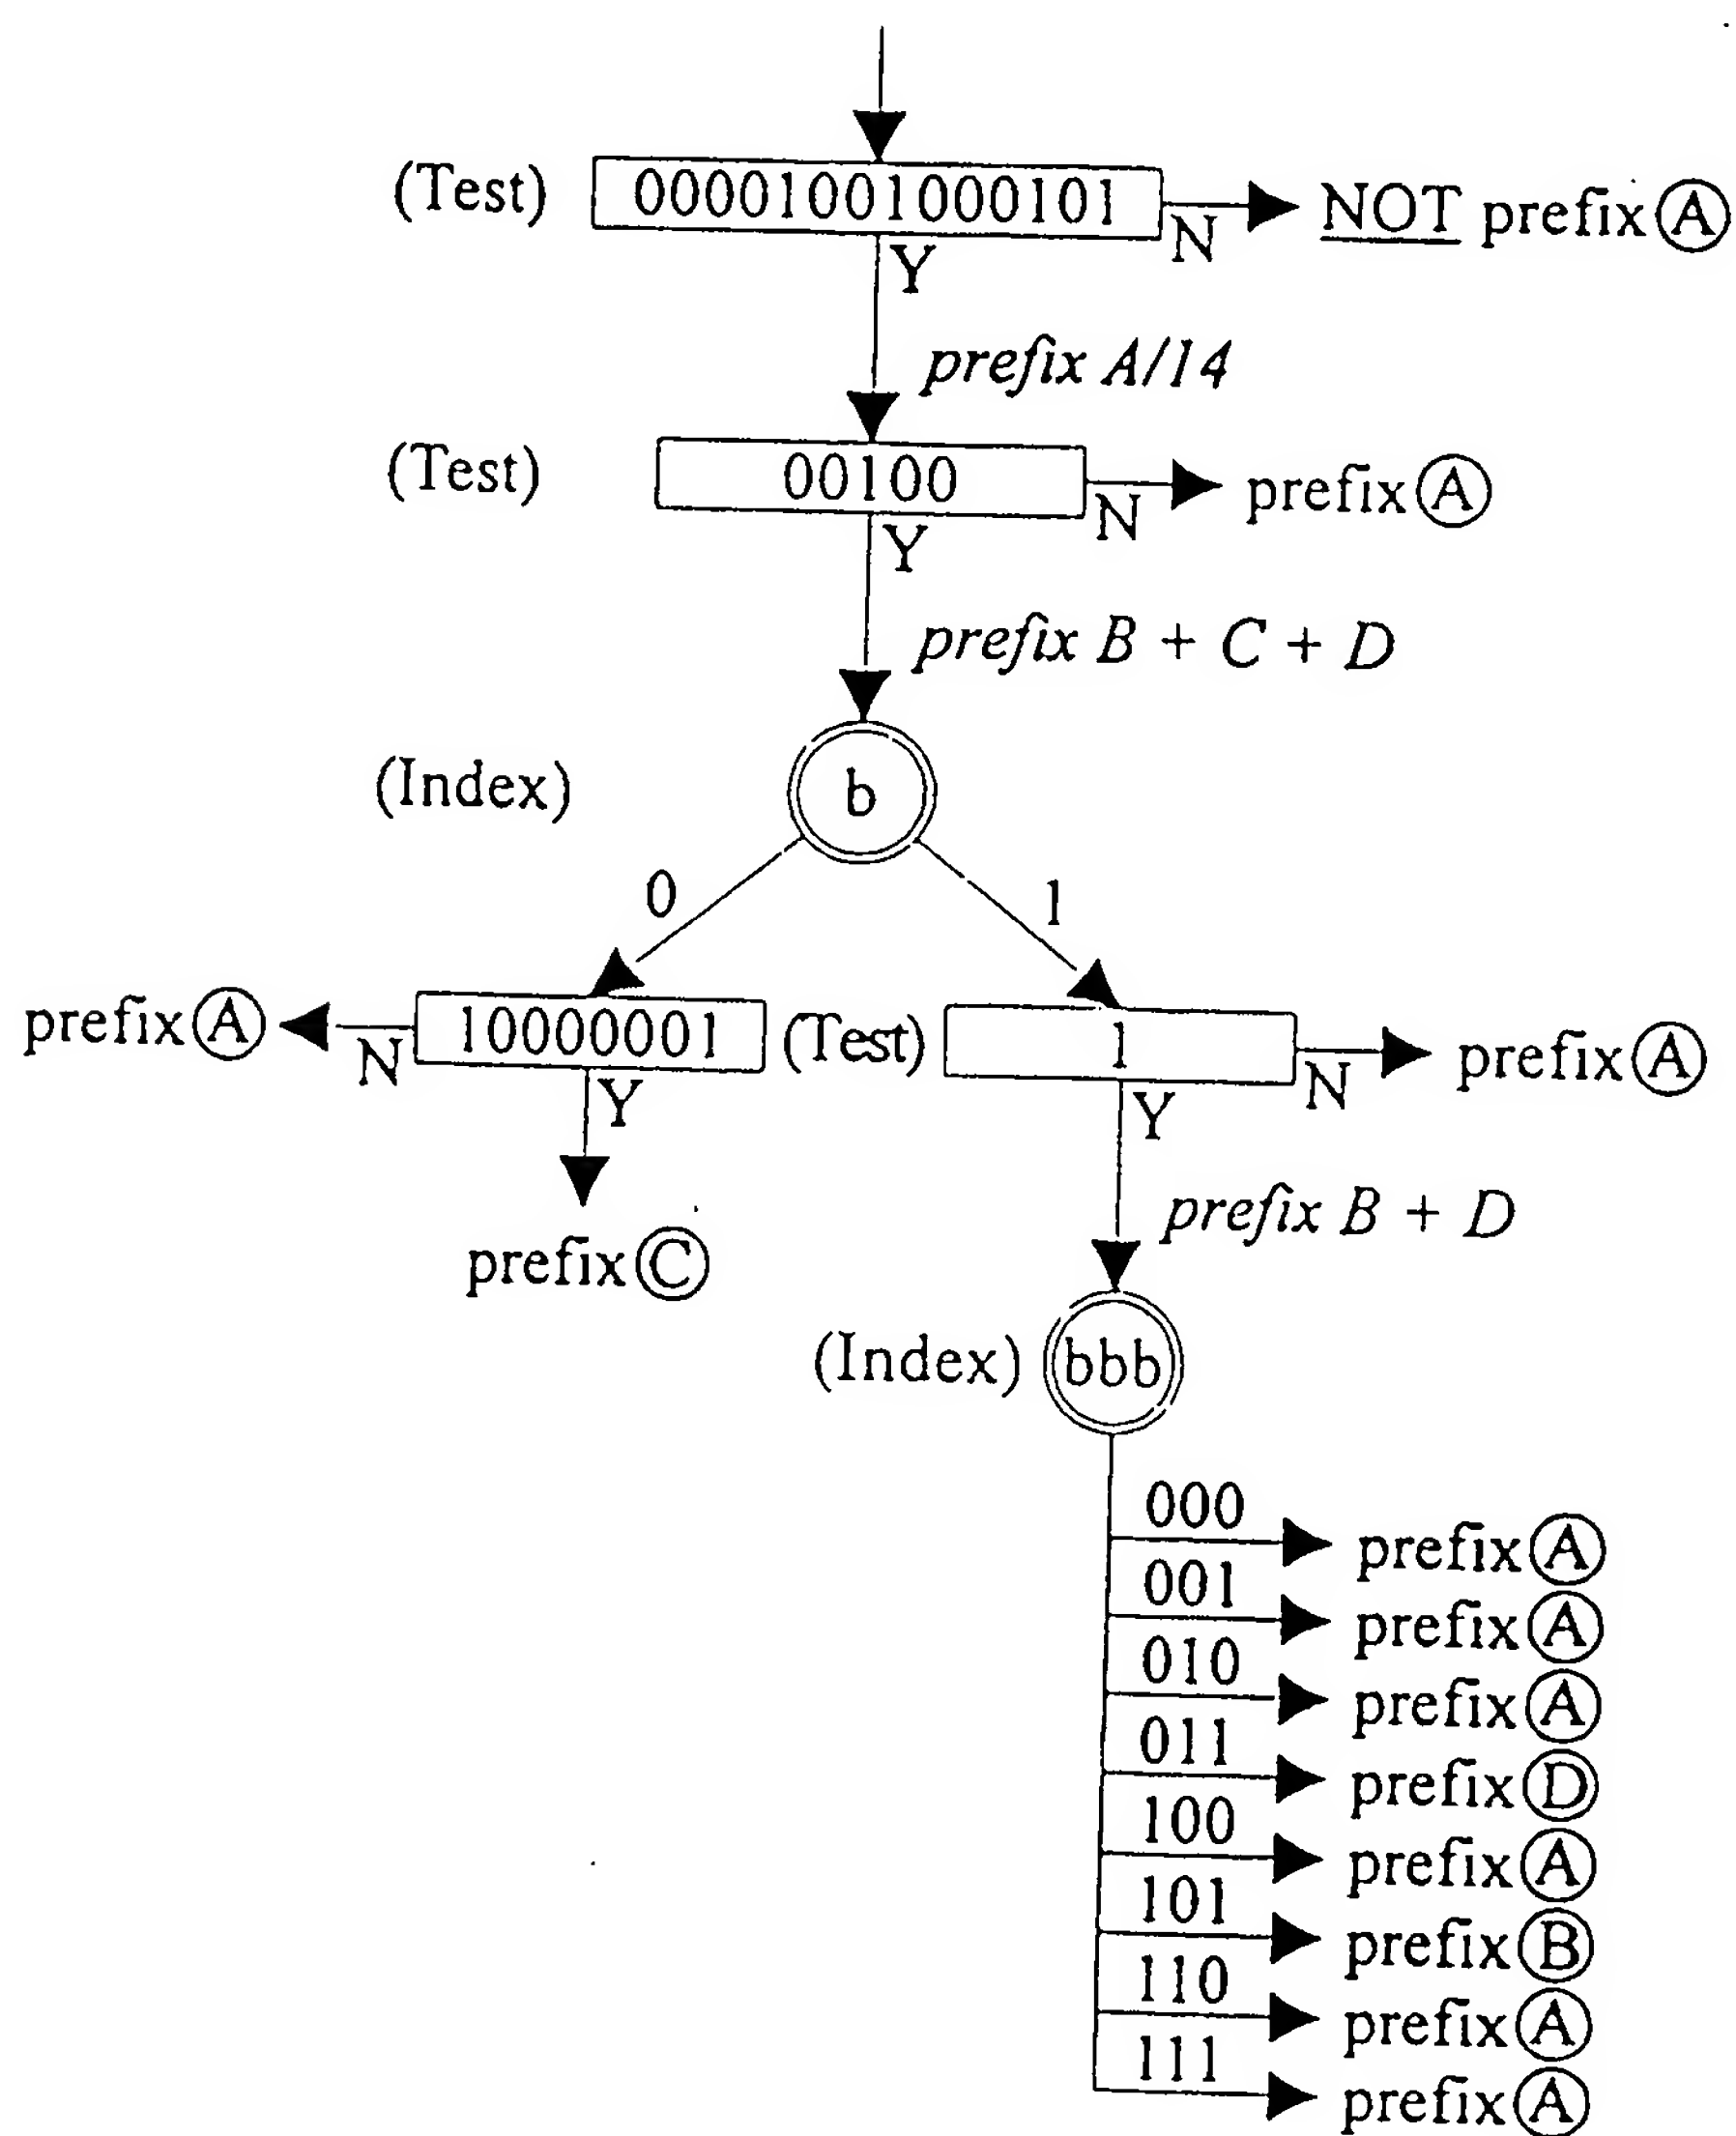 (Test) 00001001000101 N NOT prefix A
Y
prefix A/14
(Test) 00100 N prefix A
Y
prefix B + C + D
(Index) b
0 1
prefix A N 10000001 (Test) 1 N prefix A
Y Y
prefix B + D
prefix C
(Index) bbb
000 prefix A
001 prefix A
010 prefix A
011 prefix D
100 prefix A
101 prefix B
110 prefix A
111 prefix A